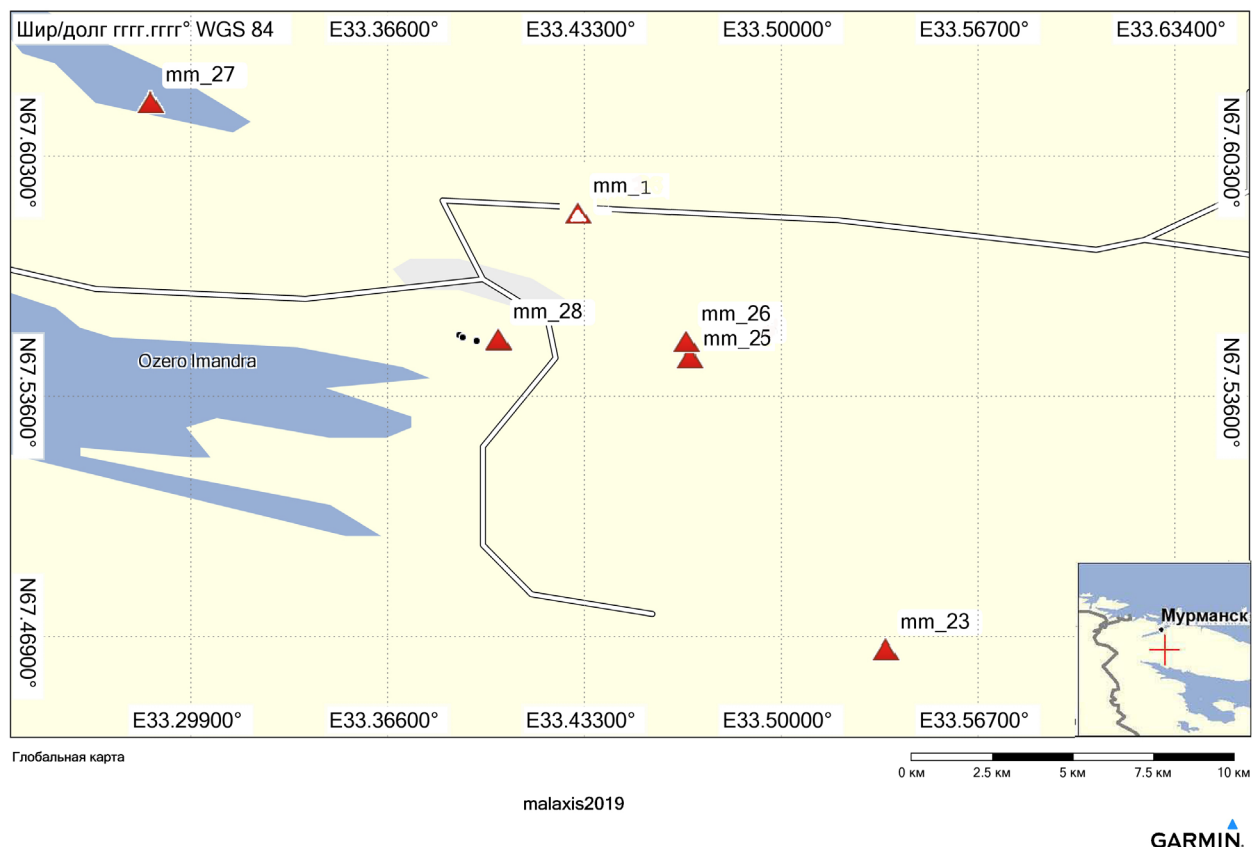 Шир/долг гггг.гггг° WGS 84
E33.36600°
E33.43300°
E33.50000°
E33.56700°
E33.63400°
mm_27
N67.60300°
N67.60300°
mm_1
mm_28
mm_26
mm_25
Ozero Imandra
N67.53600°
N67.53600°
N67.46900°
mm_23
Мурманск
E33.29900°
E33.36600°
E33.43300°
E33.50000°
E33.56700°
Глобальная карта
0 км
2.5 км
5 км
7.5 км
10 км
malaxis2019
GARMIN.